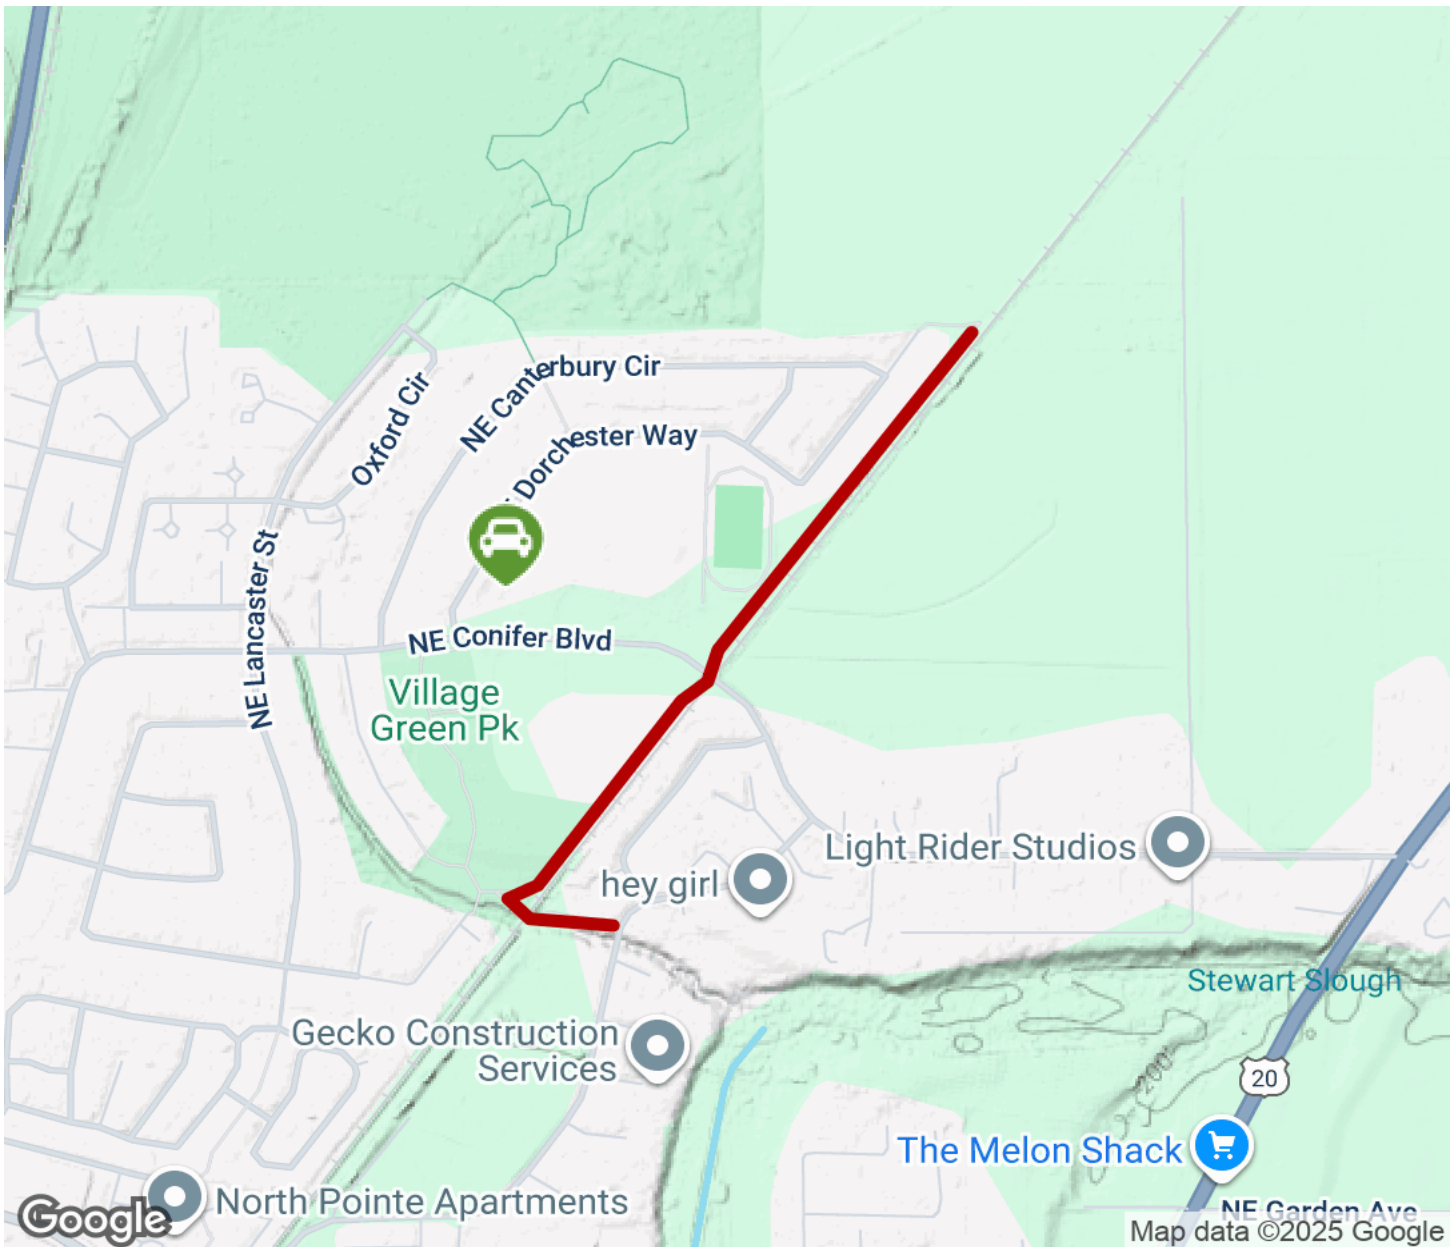 NE Canterbury Cir
Oxford Cir
Dorchester Way
NE Lancaster St
NE Conifer Blvd
Village
Green Pk
Light Rider Studios
hey girl
Stewart Slough
Gecko Construction
Services
200
20
The Melon Shack
North Pointe Apartments
NE Garden Ave
Google
Map data ©2025 Google